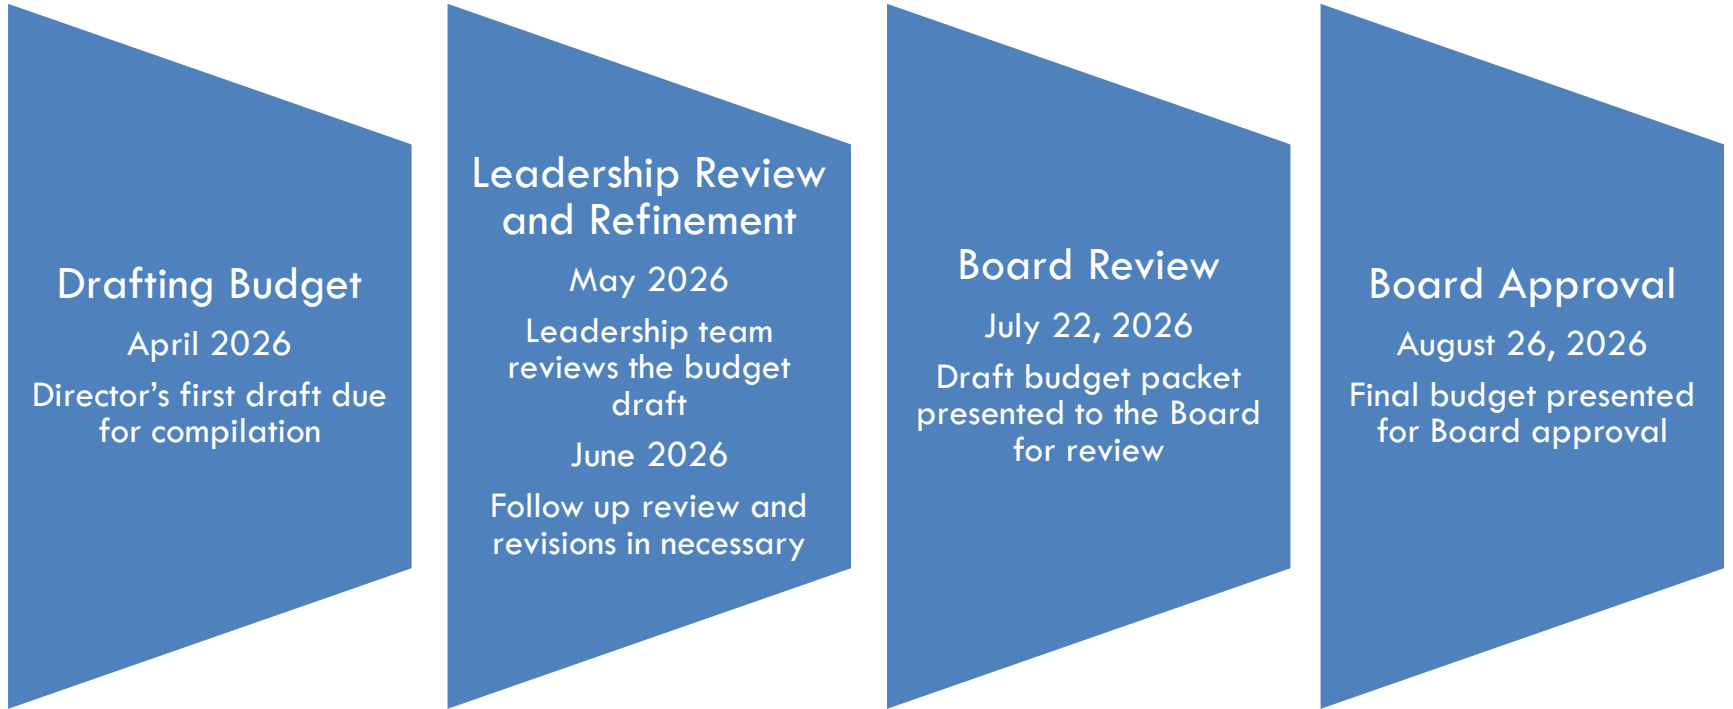 Drafting Budget
April 2026
Director’s first draft due
for compilation
Leadership Review
and Refinement
May 2026
Leadership team
reviews the budget
draft
June 2026
Follow up review and
revisions in necessary
Board Review
July 22, 2026
Draft budget packet
presented to the Board
for review
Board Approval
August 26, 2026
Final budget presented
for Board approval